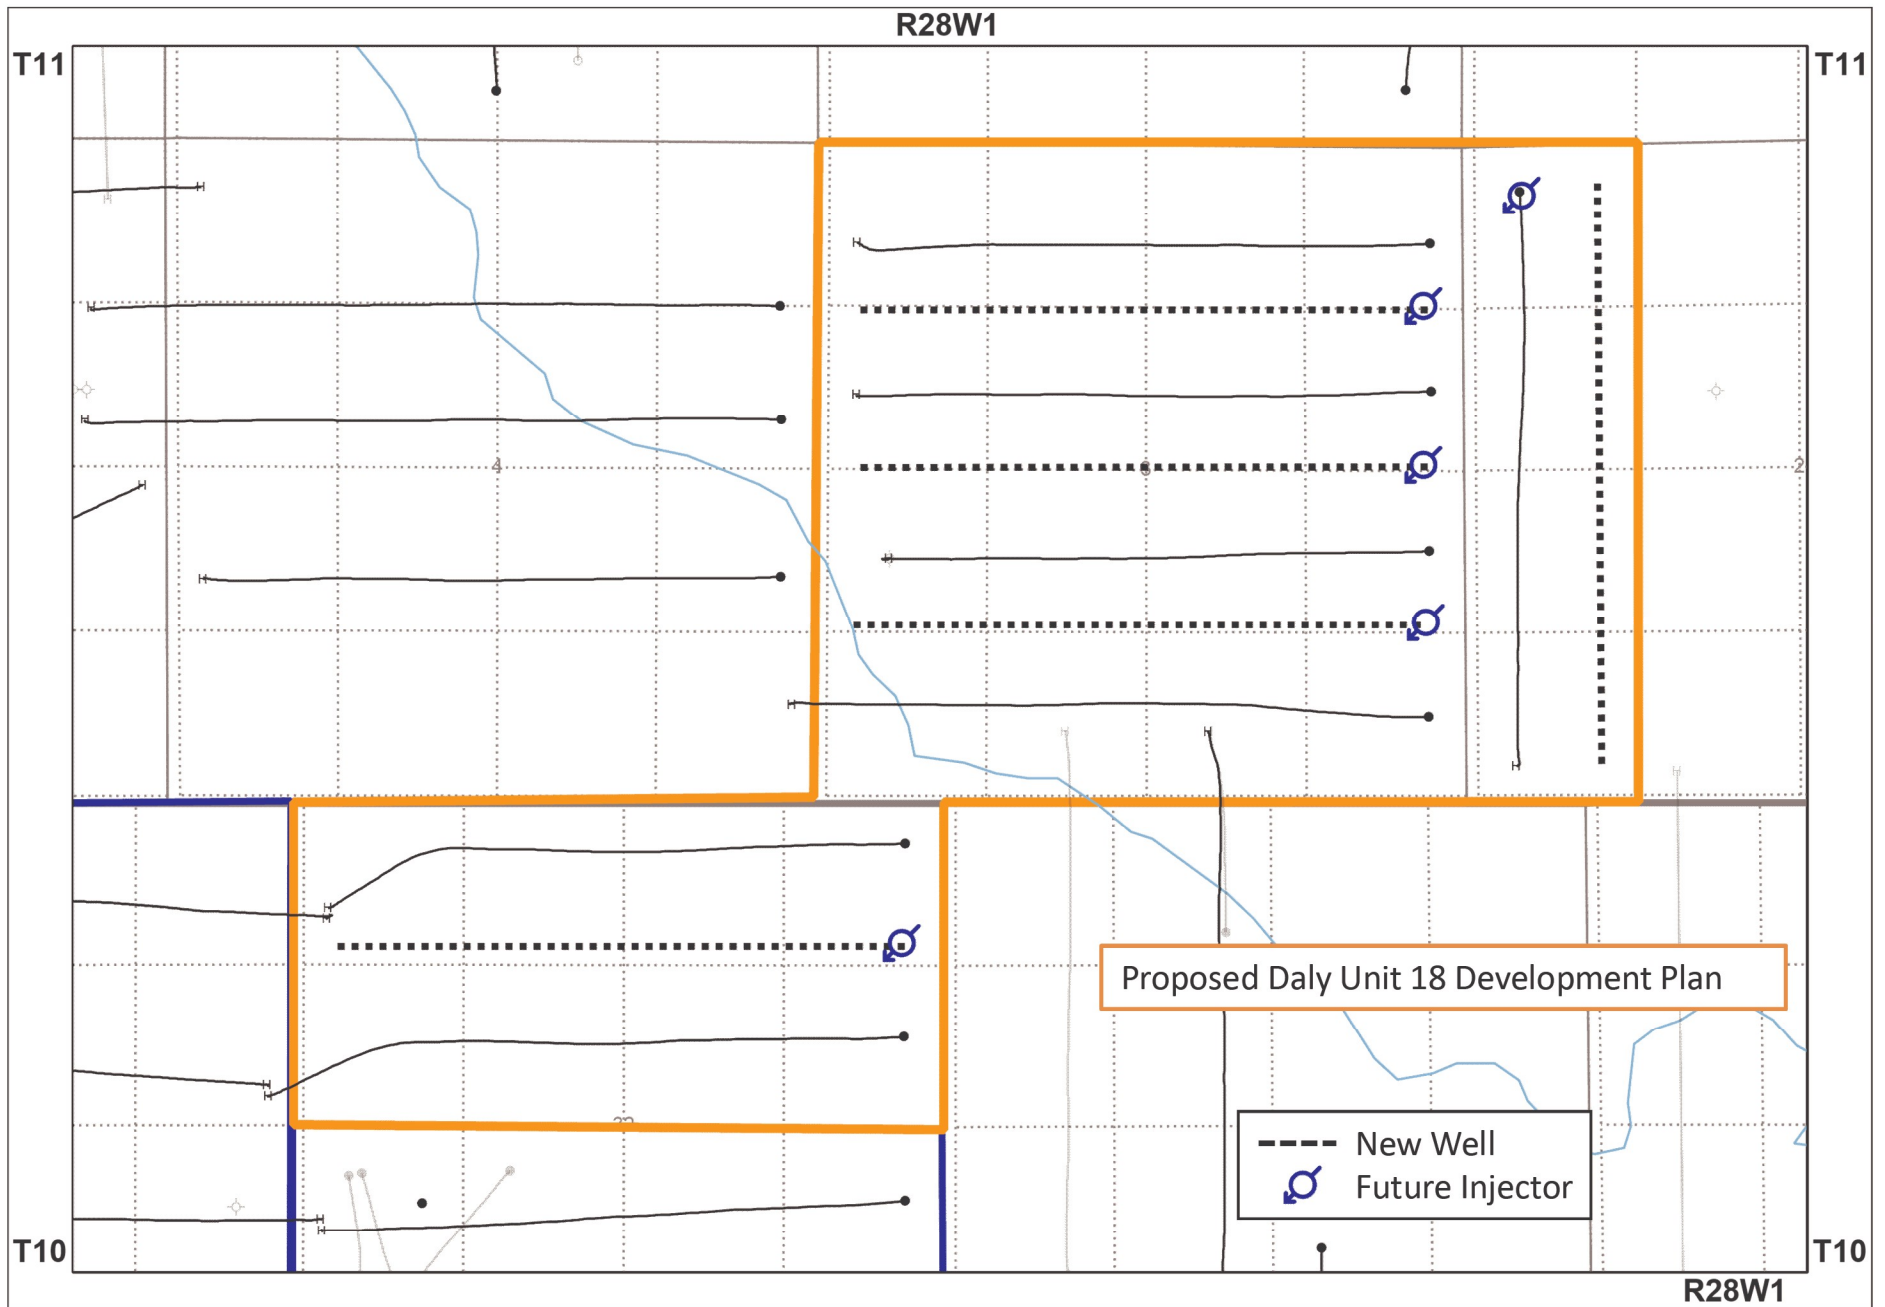 R28W1
T11
T11
4
2
Proposed Daly Unit 18 Development Plan
New Well
Future Injector
T10
T10
R28W1